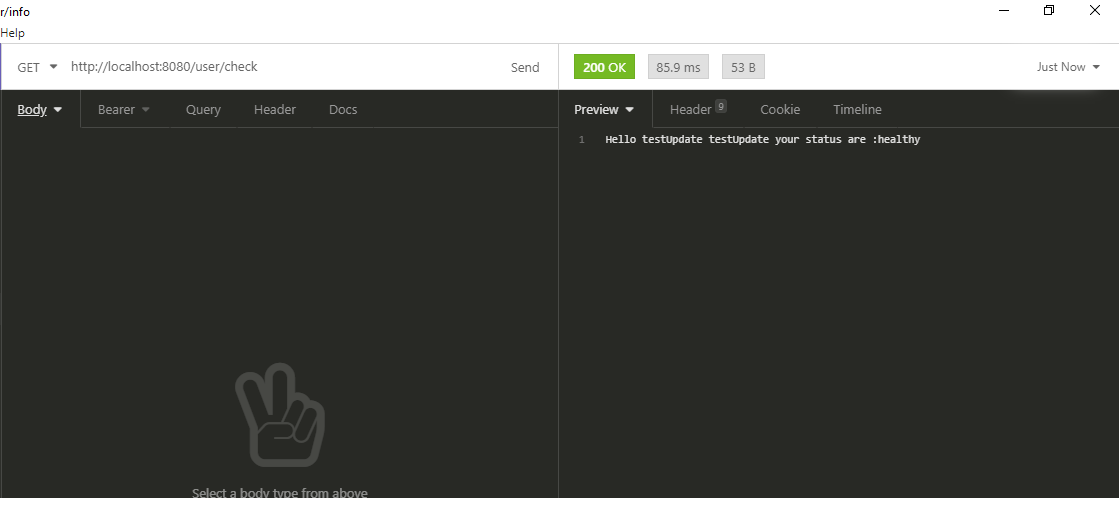 r/info
Help
GET http://localhost:8080/user/check Send 200 OK 85.9 ms 53 B Just Now
Body Bearer Query Header Docs Preview Header 9 Cookie Timeline
1 Hello testUpdate testUpdate your status are :healthy
Select a body type from above